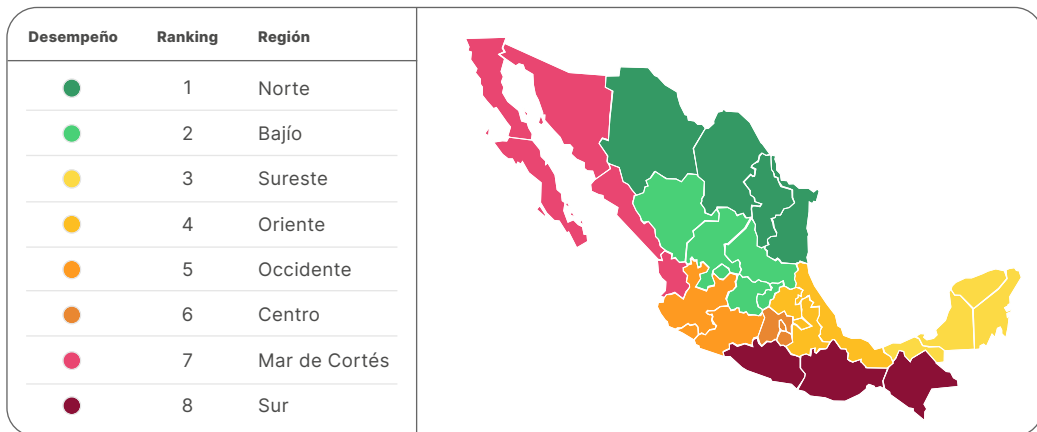 Desempeño Ranking Región
1 Norte
2 Bajío
3 Sureste
4 Oriente
5 Occidente
6 Centro
7 Mar de Cortés
8 Sur